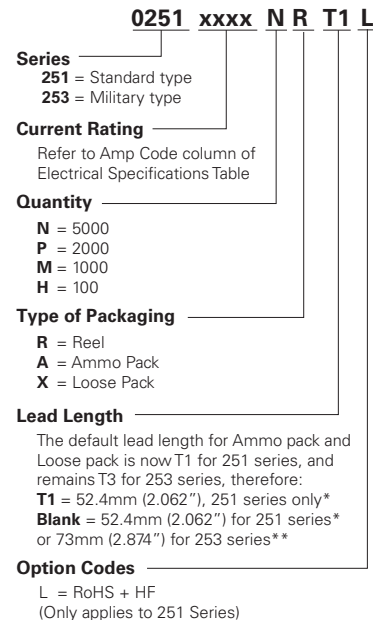 0251 xxxx N R T1 L
Series
251 = Standard type
253 = Military type
Current Rating
Refer to Amp Code column of
Electrical Specifications Table
Quantity
N = 5000
P = 2000
M = 1000
H = 100
Type of Packaging
R = Reel
A = Ammo Pack
X = Loose Pack
Lead Length
The default lead length for Ammo pack and
Loose pack is now T1 for 251 series, and
remains T3 for 253 series, therefore:
T1 = 52.4mm (2.062”), 251 series only*
Blank = 52.4mm (2.062”) for 251 series*
or 73mm (2.874”) for 253 series**
Option Codes
L = RoHS + HF
(Only applies to 251 Series)